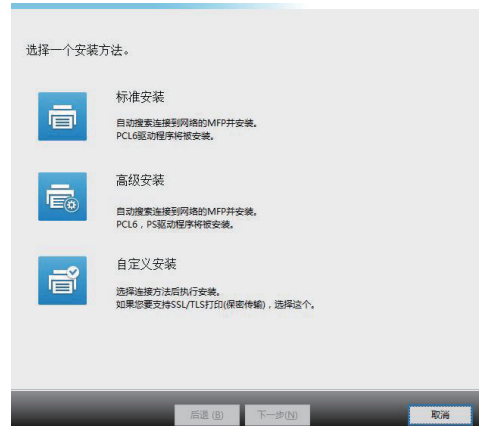 选择一个安装方法。
标准安装
自动搜索连接到网络的MFP并安装。
PCL6驱动程序将被安装。
高级安装
自动搜索连接到网络的MFP并安装。
PCL6，PS驱动程序将被安装。
自定义安装
选择连接方法后执行安装。
如果您要支持SSL/TLS打印(保密传输)，选择这个。
后退 (B) 下一步(N) 取消